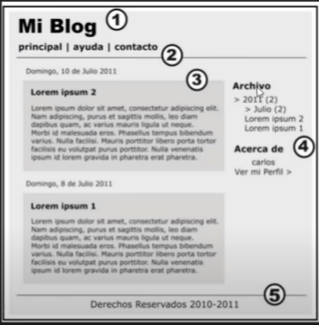 Mi Blog 1
principal | ayuda | contacto
2
Domingo, 10 de Julio 2011
3
Lorem ipsum 2
Lorem ipsum dolor sit amet, consectetur adipiscing elit.
Nam adipiscing, purus et sagittis mollis, leo diam
dapibus quam, ac varius mauris ligula ut neque.
Morbi id malesuada eros. Phasellus tempus bibendum
varius. Nulla facilisi. Mauris porttitor libero porta tortor
facilisis eu volutpat purus porttitor. Nulla venenatis
ipsum id lorem gravida in pharetra erat pharetra.
Domingo, 8 de Julio 2011
Lorem ipsum 1
Lorem ipsum dolor sit amet, consectetur adipiscing elit.
Nam adipiscing, purus et sagittis mollis, leo diam
dapibus quam, ac varius mauris ligula ut neque.
Morbi id malesuada eros. Phasellus tempus bibendum
varius. Nulla facilisi. Mauris porttitor libero porta tortor
facilisis eu volutpat purus porttitor. Nulla venenatis
ipsum id lorem gravida in pharetra erat pharetra.
Archivo
> 2011 (2)
> Julio (2)
Lorem ipsum 2
Lorem ipsum 1
Acerca de 4
carlos
Ver mi Perfil >
5
Derechos Reservados 2010-2011